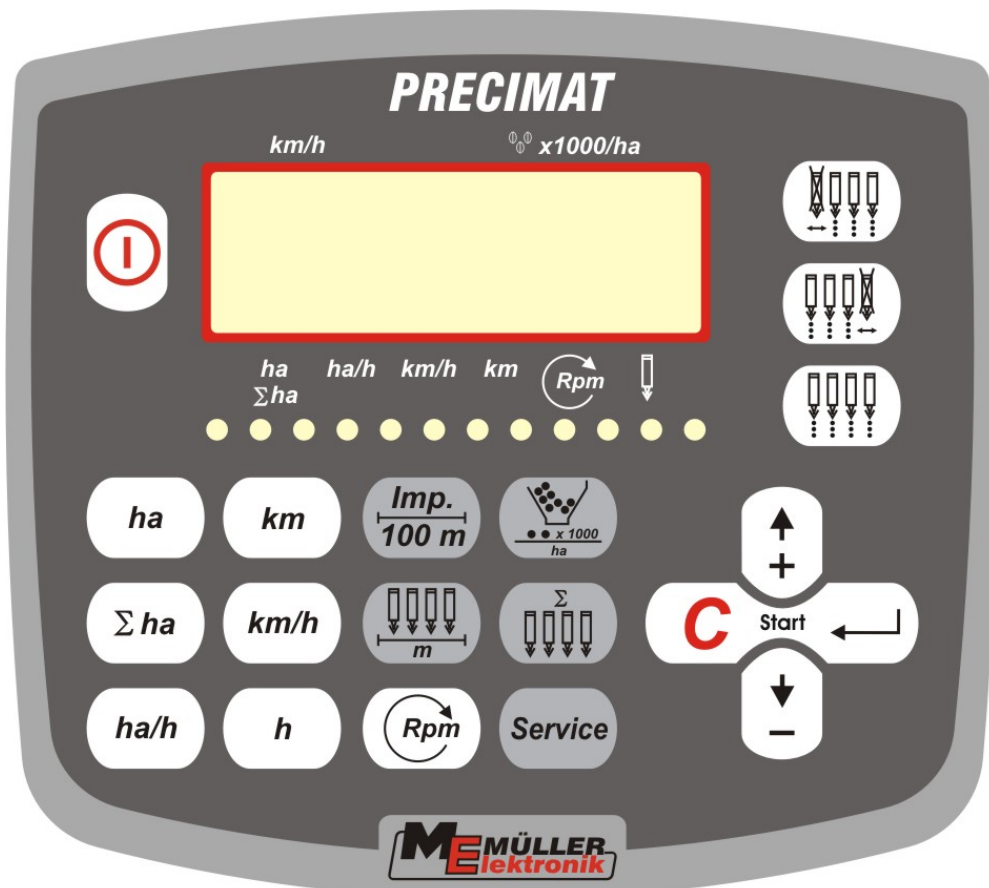 PRECIMAT
km/h x1000/ha
ha ha/h km/h km Rpm
Σha
ha km Imp. x 1000
100 m ha
Σ ha km/h m Σ
ha/h h Rpm Service
+
C Start
−
ME MÜLLER
Elektronik